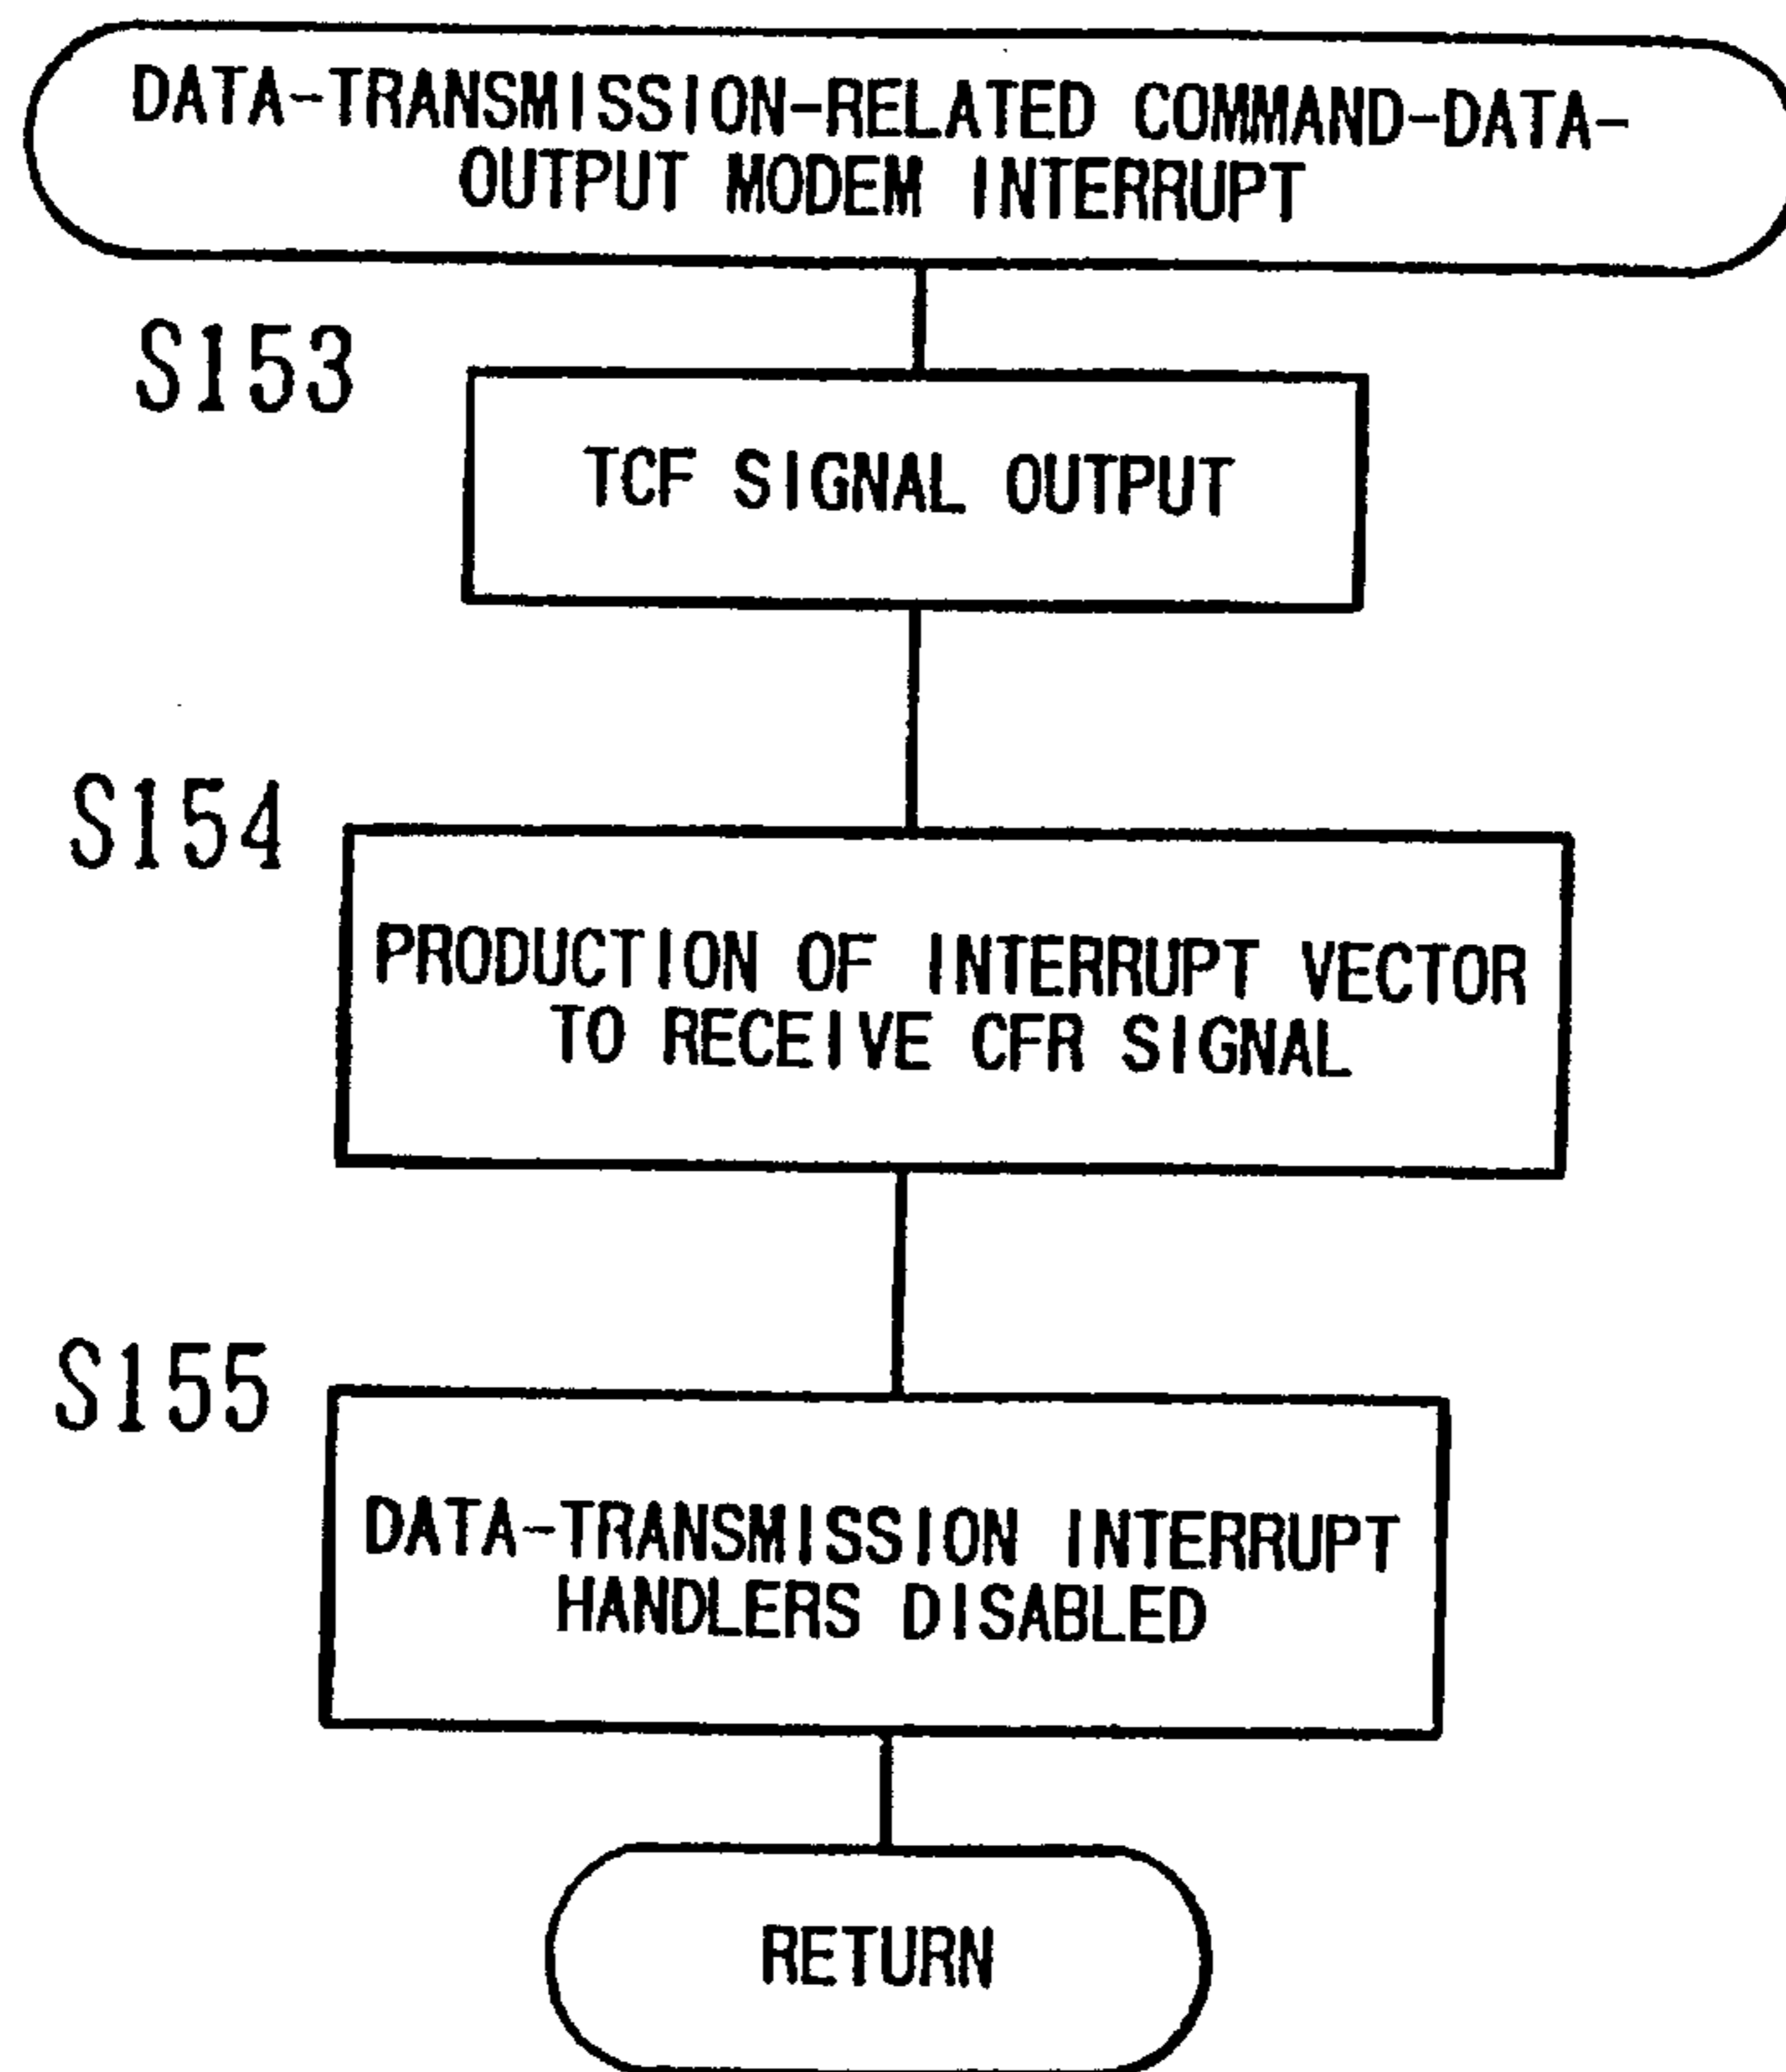 DATA-TRANSMISSION-RELATED COMMAND-DATA-
OUTPUT MODEM INTERRUPT
S153
TCF SIGNAL OUTPUT
S154
PRODUCTION OF INTERRUPT VECTOR
TO RECEIVE CFR SIGNAL
S155
DATA-TRANSMISSION INTERRUPT
HANDLERS DISABLED
RETURN